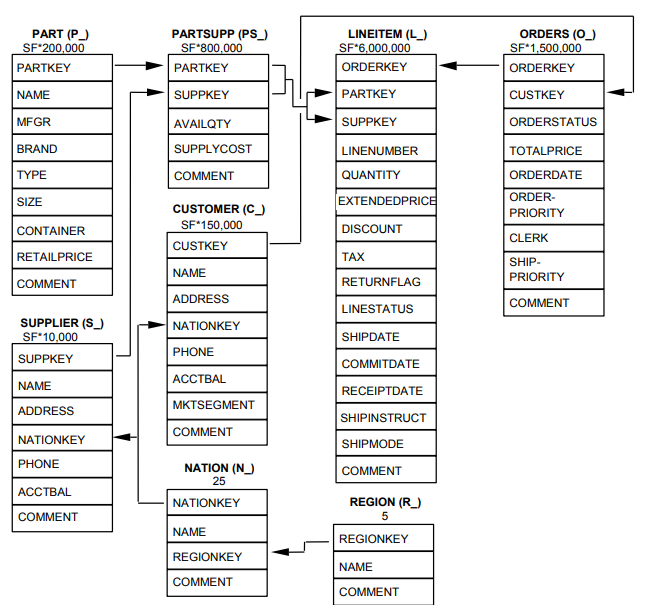 PART (P_)
SF*200,000
PARTKEY
NAME
MFGR
BRAND
TYPE
SIZE
CONTAINER
RETAILPRICE
COMMENT
SUPPLIER (S_)
SF*10,000
SUPPKEY
NAME
ADDRESS
NATIONKEY
PHONE
ACCTBAL
COMMENT
PARTSUPP (PS_)
SF*800,000
PARTKEY
SUPPKEY
AVAILQTY
SUPPLYCOST
COMMENT
CUSTOMER (C_)
SF*150,000
CUSTKEY
NAME
ADDRESS
NATIONKEY
PHONE
ACCTBAL
MKTSEGMENT
COMMENT
NATION (N_)
25
NATIONKEY
NAME
REGIONKEY
COMMENT
LINEITEM (L_)
SF*6,000,000
ORDERKEY
PARTKEY
SUPPKEY
LINENUMBER
QUANTITY
EXTENDEDPRICE
DISCOUNT
TAX
RETURNFLAG
LINESTATUS
SHIPDATE
COMMITDATE
RECEIPTDATE
SHIPINSTRUCT
SHIPMODE
COMMENT
REGION (R_)
5
REGIONKEY
NAME
COMMENT
ORDERS (O_)
SF*1,500,000
ORDERKEY
CUSTKEY
ORDERSTATUS
TOTALPRICE
ORDERDATE
ORDER-
PRIORITY
CLERK
SHIP-
PRIORITY
COMMENT